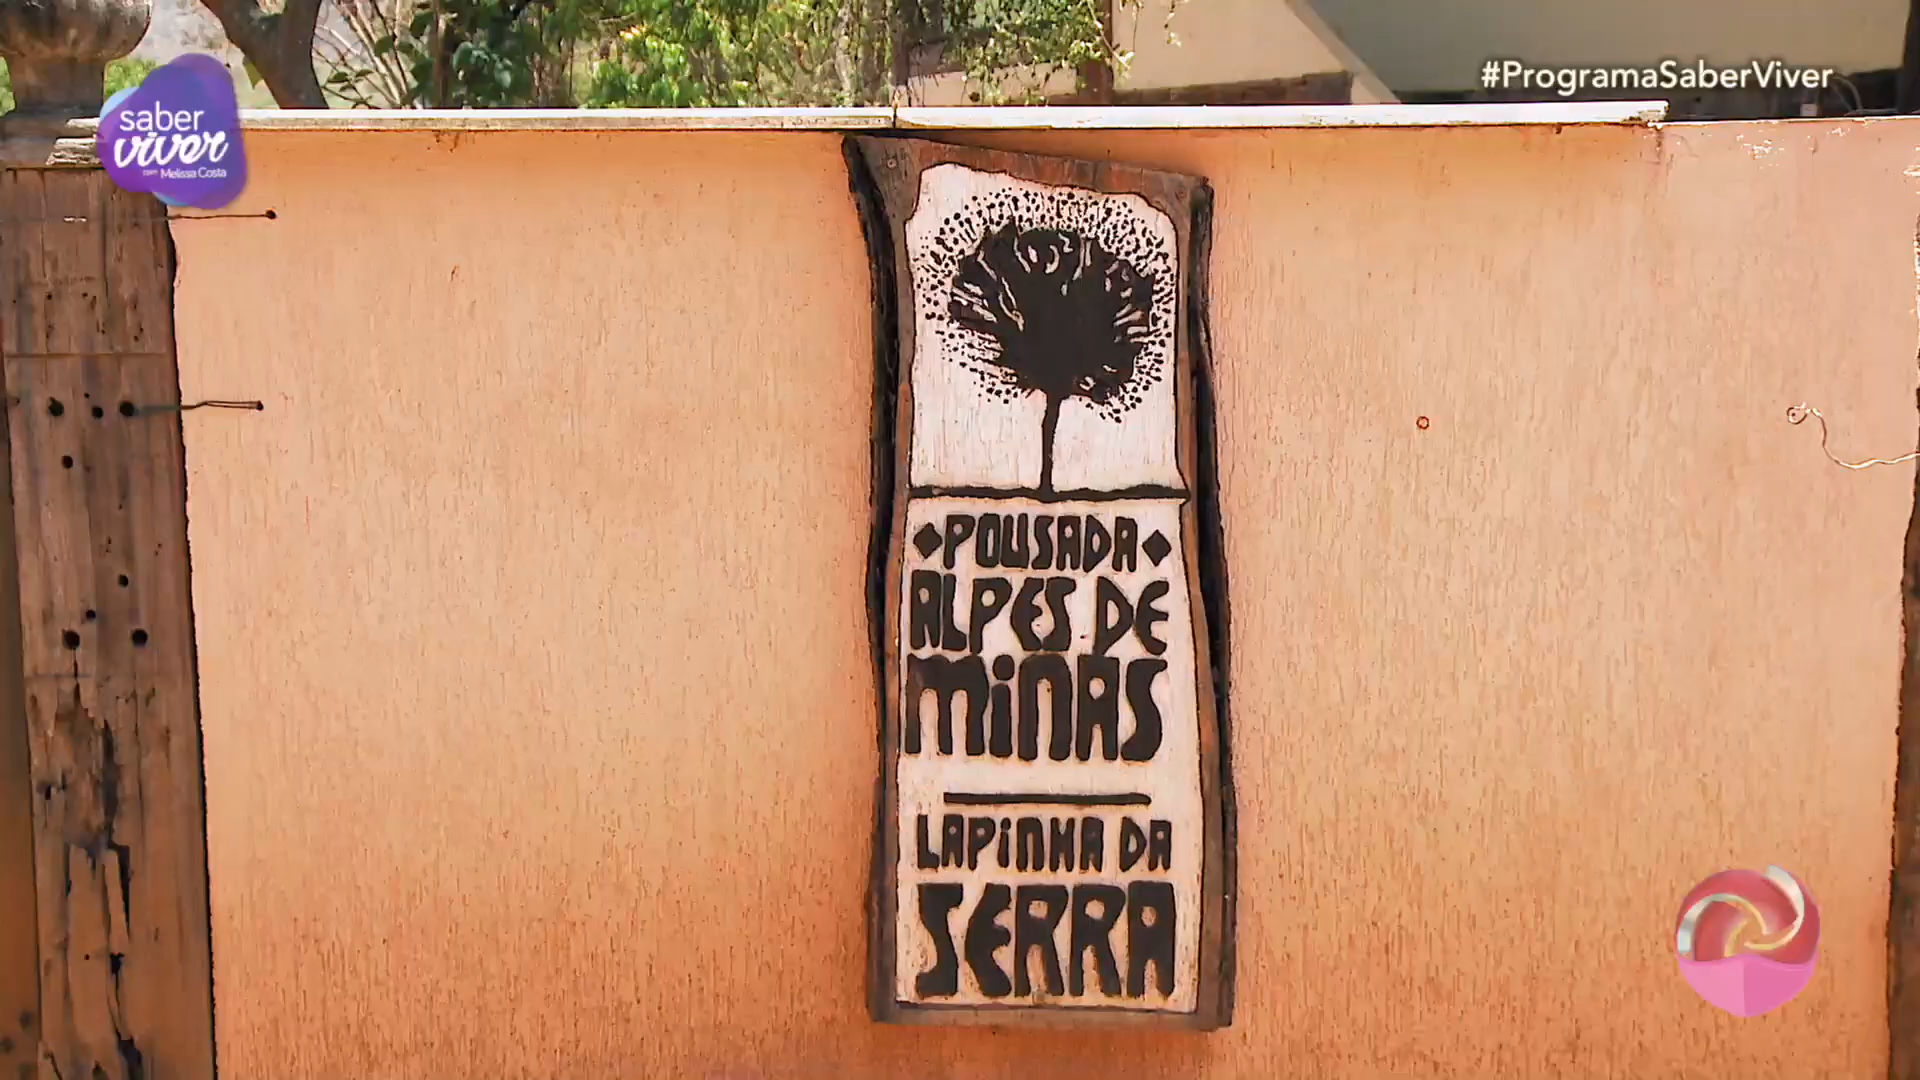 saber
viver
com Melissa Costa
#ProgramaSaberViver
POUSADA
ALPES DE
MiNAS
LAPiNHA DA
SERRA